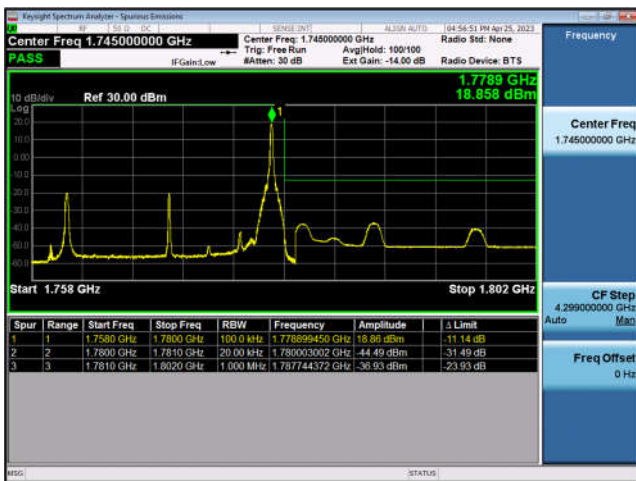 Keysight Spectrum Analyzer - Spurious Emissions
RF 50 Ω DC SENSE:INT ALIGN AUTO 04:56:51 PM Apr 25, 2023
Center Freq 1.745000000 GHz
Center Freq: 1.745000000 GHz
Radio Std: None
Trig: Free Run
Avg|Hold: 100/100
PASS
IFGain:Low
#Atten: 30 dB
Ext Gain: -14.00 dB
Radio Device: BTS
Frequency
1.7789 GHz
10 dB/div Ref 30.00 dBm 18.858 dBm
Log
20.0
10.0
0.00
-10.0
-20.0
-30.0
-40.0
-50.0
-60.0
1
Start 1.758 GHz Stop 1.802 GHz
Center Freq
1.745000000 GHz
CF Step
4.299000000 GHz
Auto Man
Freq Offset
0 Hz
Spur Range Start Freq Stop Freq RBW Frequency Amplitude Δ Limit
1 1 1.7580 GHz 1.7800 GHz 100.0 kHz 1.778899450 GHz 18.86 dBm -11.14 dB
2 2 1.7800 GHz 1.7810 GHz 20.00 kHz 1.780003002 GHz -44.49 dBm -31.49 dB
3 3 1.7810 GHz 1.8020 GHz 1.000 MHz 1.787744372 GHz -36.93 dBm -23.93 dB
MSG STATUS